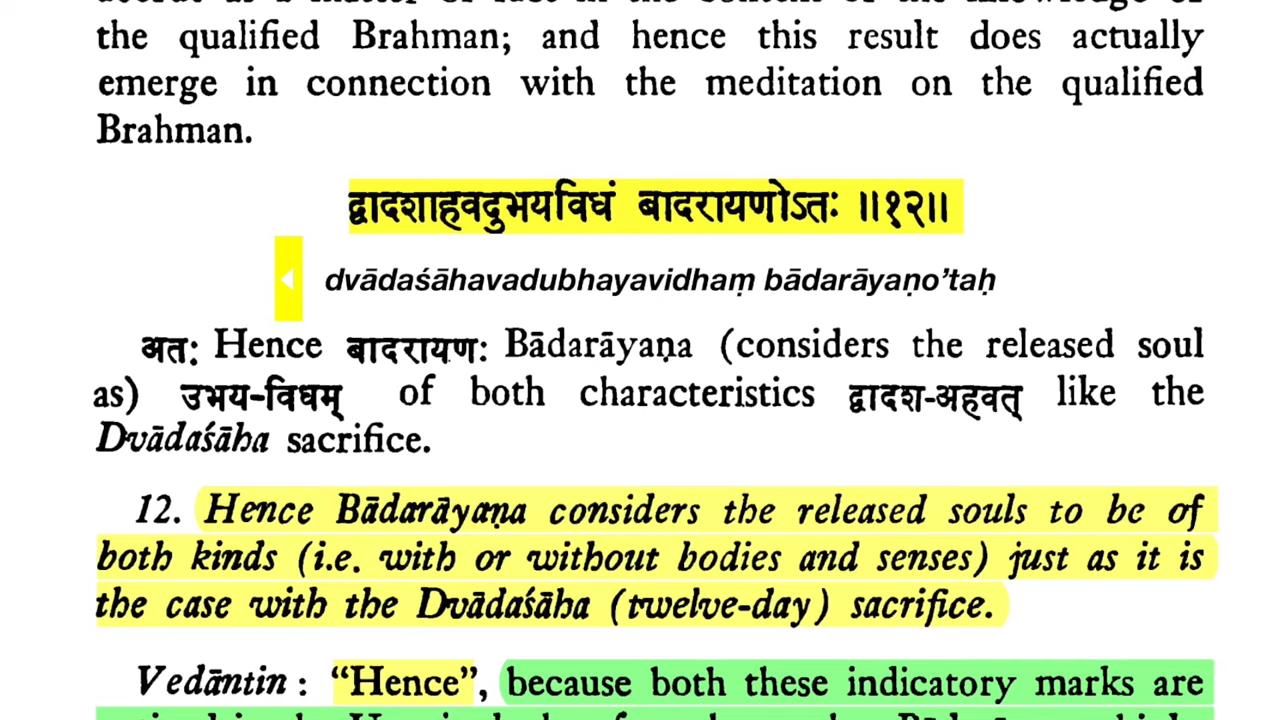 the qualified Brahman; and hence this result does actually
emerge in connection with the meditation on the qualified
Brahman.
द्वादशाहवदुभयविधं बादरायणोऽतः ॥१२॥
dvādaśāhavadubhayavidhaṃ bādarāyaṇo’taḥ
अतः Hence बादरायणः Bādarāyaṇa (considers the released soul
as) उभय-विधम् of both characteristics द्वादश-अहवत् like the
Dvādaśāha sacrifice.
12. Hence Bādarāyaṇa considers the released souls to be of
both kinds (i.e. with or without bodies and senses) just as it is
the case with the Dvādaśāha (twelve-day) sacrifice.
Vedāntin : “Hence”, because both these indicatory marks are